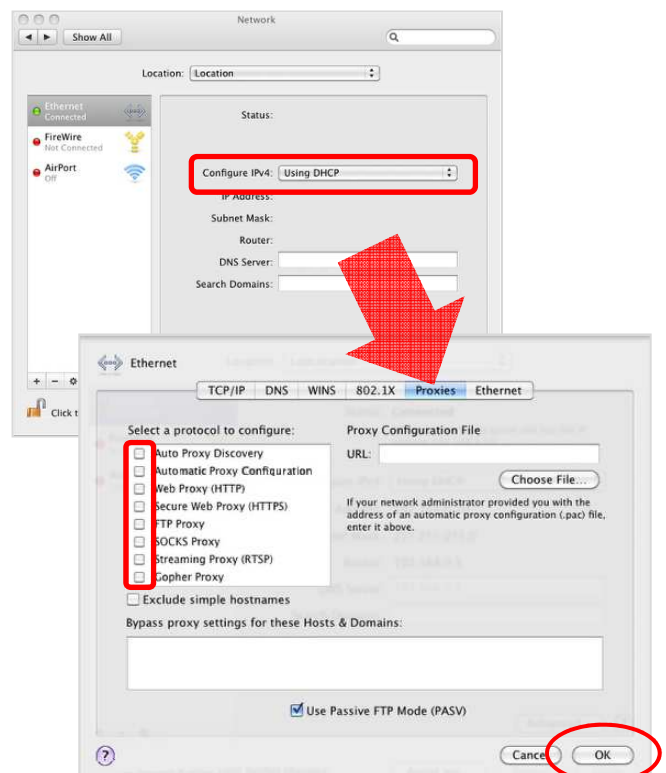 Network
Show All
Location: Location
Ethernet
Connected
FireWire
Not Connected
AirPort
Off
Status:
Configure IPv4: Using DHCP
IP Address:
Subnet Mask:
Router:
DNS Server:
Search Domains:
Click t
Ethernet
TCP/IP DNS WINS 802.1X Proxies Ethernet
Select a protocol to configure:
Auto Proxy Discovery
Automatic Proxy Configuration
Web Proxy (HTTP)
Secure Web Proxy (HTTPS)
FTP Proxy
SOCKS Proxy
Streaming Proxy (RTSP)
Gopher Proxy
Exclude simple hostnames
Proxy Configuration File
URL:
Choose File...
If your network administrator provided you with the
address of an automatic proxy configuration (.pac) file,
enter it above.
Bypass proxy settings for these Hosts & Domains:
Use Passive FTP Mode (PASV)
?
Cancel OK